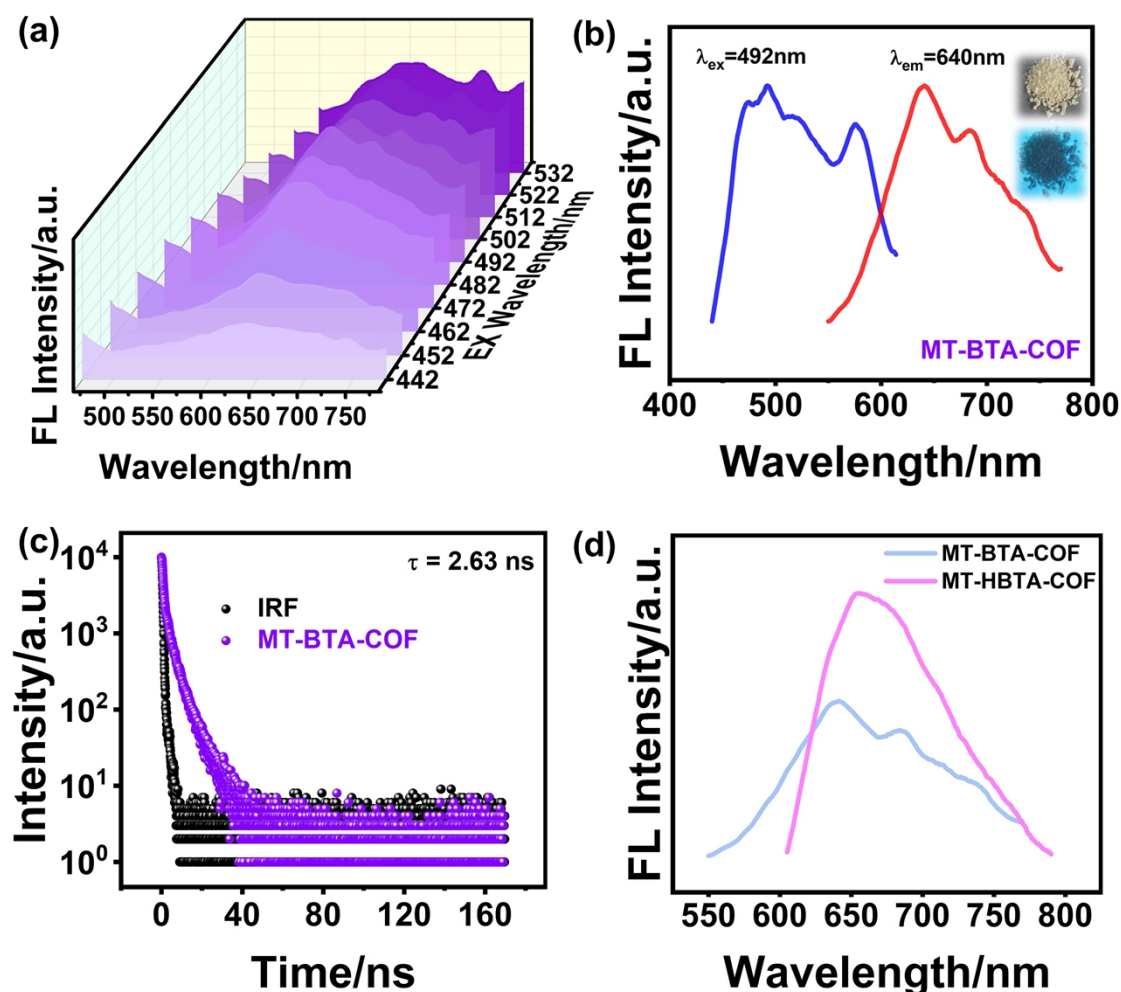 (a)
FL Intensity/a.u.
500 550 600 650 700 750
Wavelength/nm
532
522
512
502
492
482
472
462
452
442
EX Wavelength/nm
(b)
λex=492nm
λem=640nm
MT-BTA-COF
FL Intensity/a.u.
400 500 600 700 800
Wavelength/nm
(c)
τ = 2.63 ns
IRF
MT-BTA-COF
10⁴
10³
10²
10¹
10⁰
Intensity/a.u.
0 40 80 120 160
Time/ns
(d)
MT-BTA-COF
MT-HBTA-COF
FL Intensity/a.u.
550 600 650 700 750 800
Wavelength/nm